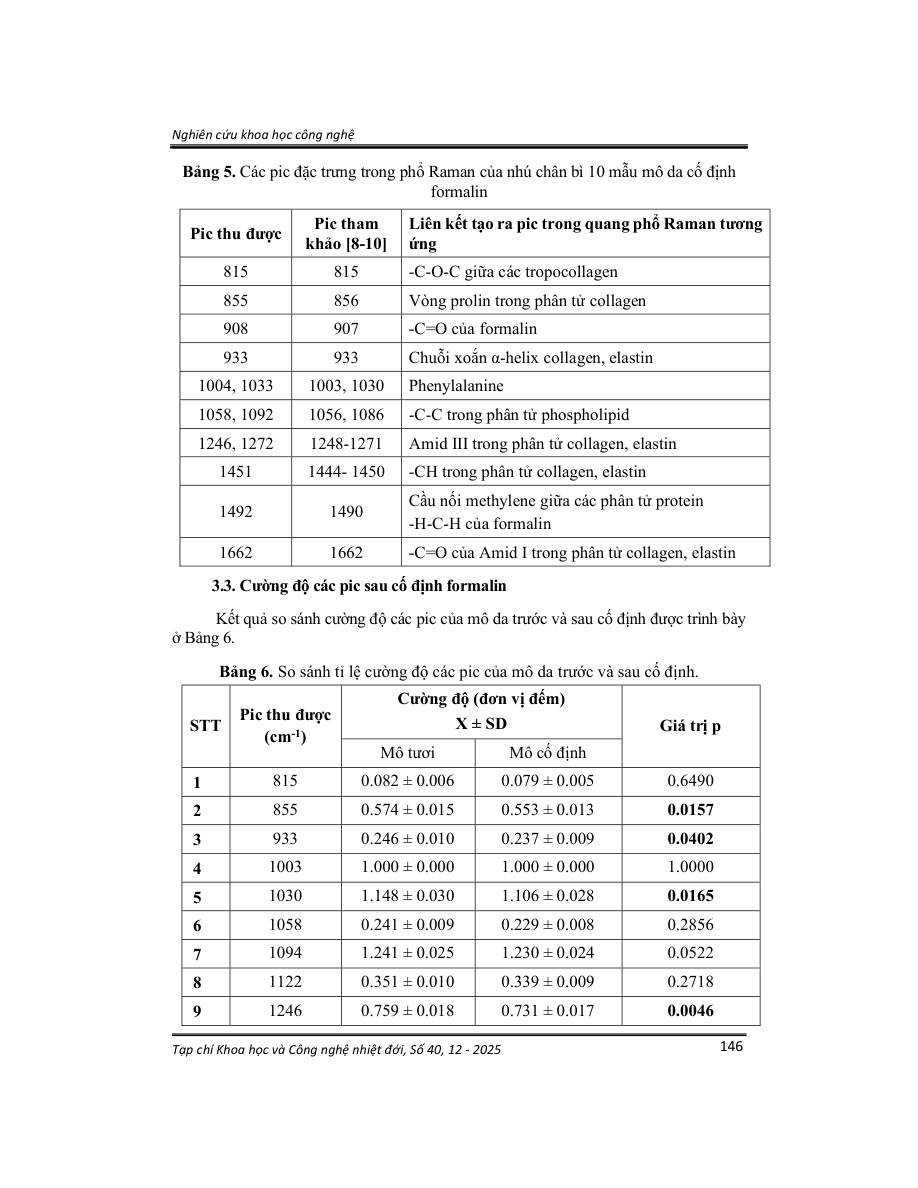 Nghiên cứu khoa học công nghệ
Bảng 5. Các pic đặc trưng trong phổ Raman của nhú chân bì 10 mẫu mô da cố định
formalin
Pic thu được
Pic tham
khảo [8-10]
Liên kết tạo ra pic trong quang phổ Raman tương
ứng
815 815 -C-O-C giữa các tropocollagen
855 856 Vòng prolin trong phân tử collagen
908 907 -C=O của formalin
933 933 Chuỗi xoắn α-helix collagen, elastin
1004, 1033 1003, 1030 Phenylalanine
1058, 1092 1056, 1086 -C-C trong phân tử phospholipid
1246, 1272 1248-1271 Amid III trong phân tử collagen, elastin
1451 1444- 1450 -CH trong phân tử collagen, elastin
1492 1490 Cầu nối methylene giữa các phân tử protein
-H-C-H của formalin
1662 1662 -C=O của Amid I trong phân tử collagen, elastin
3.3. Cường độ các pic sau cố định formalin
Kết quả so sánh cường độ các pic của mô da trước và sau cố định được trình bày
ở Bảng 6.
Bảng 6. So sánh tỉ lệ cường độ các pic của mô da trước và sau cố định.
STT
Pic thu được
(cm-1)
Cường độ (đơn vị đếm)
X ± SD
Giá trị p
Mô tươi Mô cố định
1 815 0.082 ± 0.006 0.079 ± 0.005 0.6490
2 855 0.574 ± 0.015 0.553 ± 0.013 0.0157
3 933 0.246 ± 0.010 0.237 ± 0.009 0.0402
4 1003 1.000 ± 0.000 1.000 ± 0.000 1.0000
5 1030 1.148 ± 0.030 1.106 ± 0.028 0.0165
6 1058 0.241 ± 0.009 0.229 ± 0.008 0.2856
7 1094 1.241 ± 0.025 1.230 ± 0.024 0.0522
8 1122 0.351 ± 0.010 0.339 ± 0.009 0.2718
9 1246 0.759 ± 0.018 0.731 ± 0.017 0.0046
Tạp chí Khoa học và Công nghệ nhiệt đới, Số 40, 12 - 2025 146